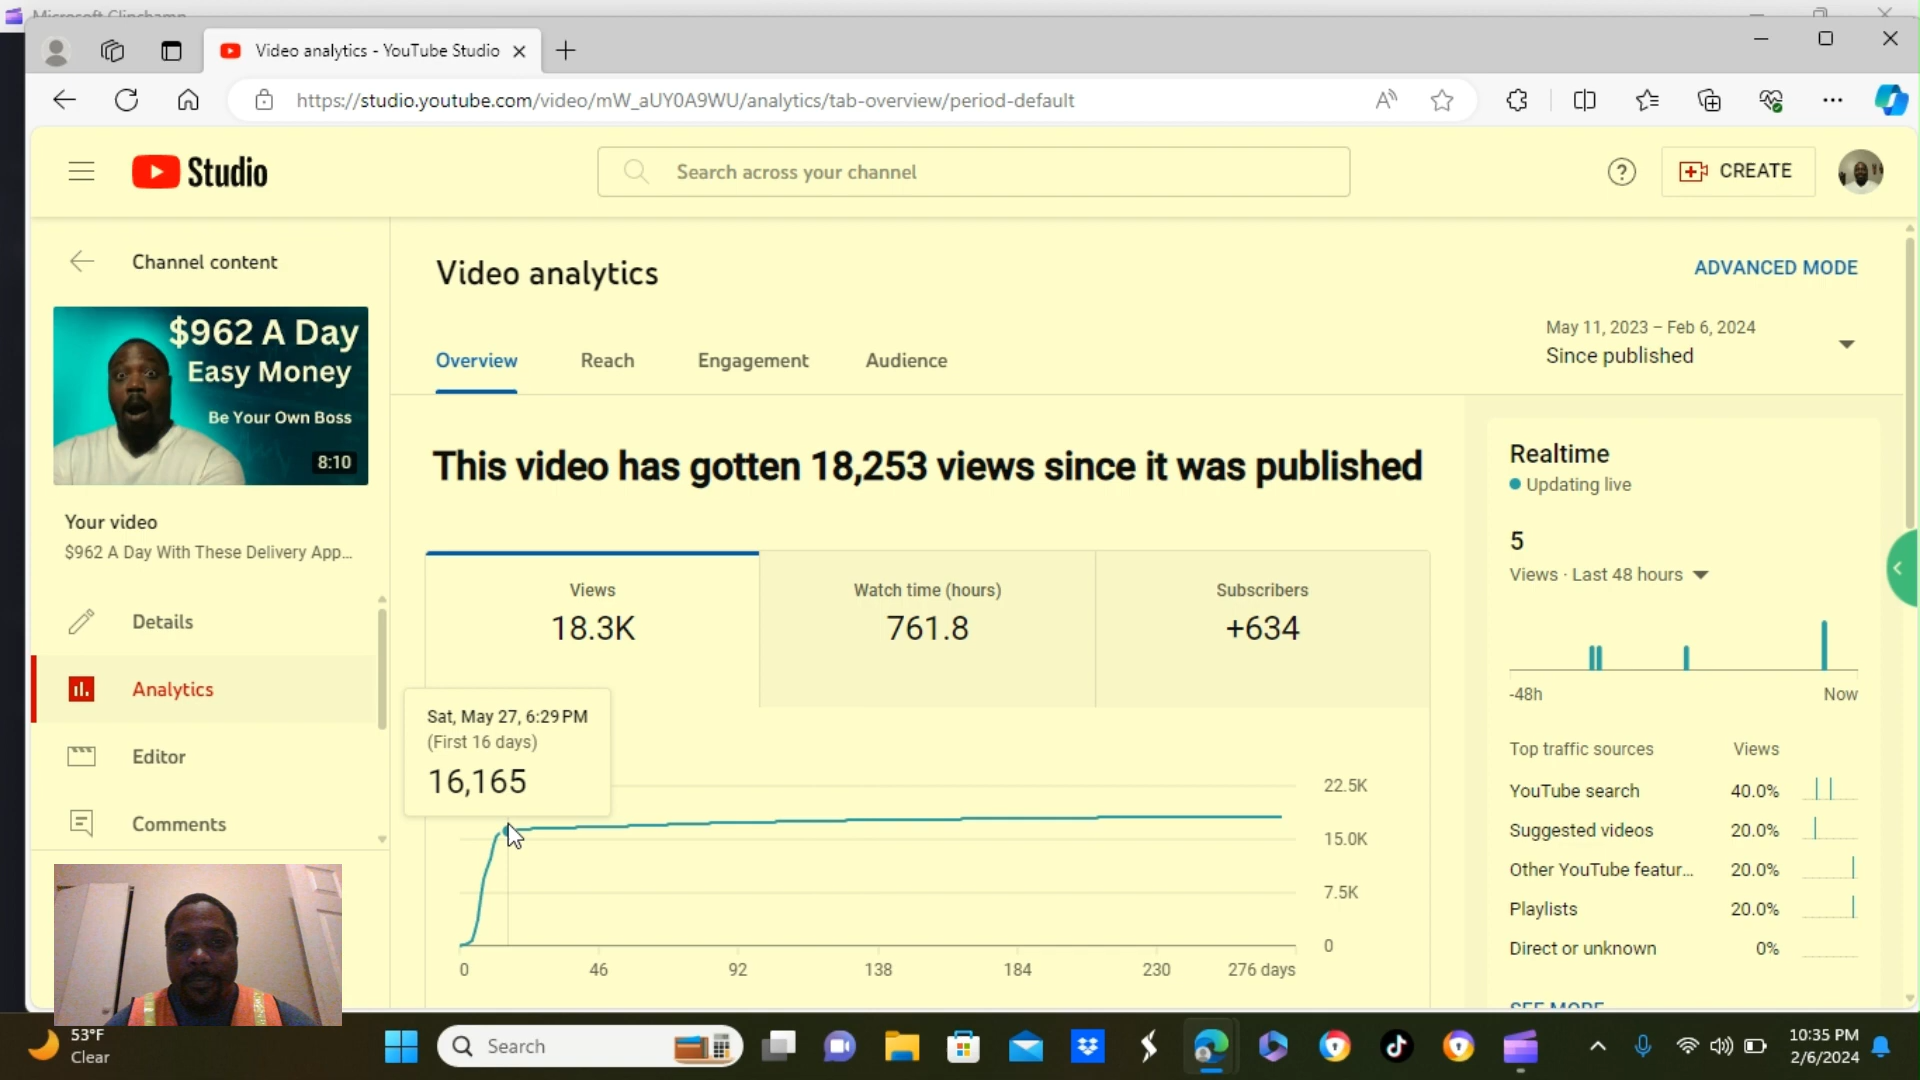 Microsoft Clipchamp
Video analytics - YouTube Studio
https://studio.youtube.com/video/mW_aUY0A9WU/analytics/tab-overview/period-default
Studio
Search across your channel
CREATE
Channel content
$962 A Day
Easy Money
Be Your Own Boss
8:10
Your video
$962 A Day With These Delivery App...
Details
Analytics
Editor
Comments
Video analytics
ADVANCED MODE
Overview
Reach
Engagement
Audience
May 11, 2023 – Feb 6, 2024
Since published
This video has gotten 18,253 views since it was published
Views
18.3K
Watch time (hours)
761.8
Subscribers
+634
Sat, May 27, 6:29 PM
(First 16 days)
16,165
22.5K
15.0K
7.5K
0
0
46
92
138
184
230
276 days
Realtime
Updating live
5
Views · Last 48 hours
-48h
Now
Top traffic sources
Views
YouTube search
40.0%
Suggested videos
20.0%
Other YouTube featur...
20.0%
Playlists
20.0%
Direct or unknown
0%
SEE MORE
53°F
Clear
Search
10:35 PM
2/6/2024